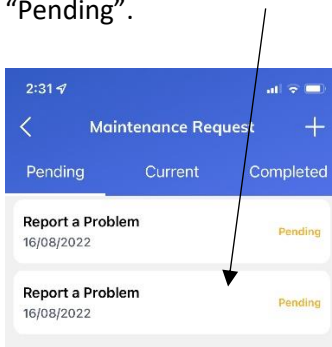 "Pending".
2:31
Maintenance Request
Pending Current Completed
Report a Problem
Pending
16/08/2022
Report a Problem
Pending
16/08/2022